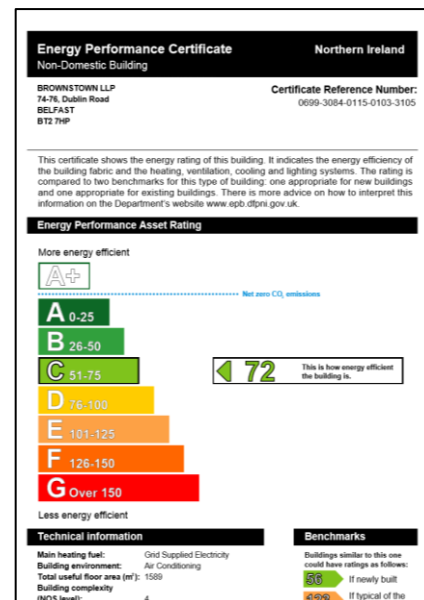 Energy Performance Certificate
Northern Ireland
Non-Domestic Building
BROWNSTOWN LLP
74-76, Dublin Road
BELFAST
BT2 7HP
Certificate Reference Number:
0699-3084-0115-0103-3105
This certificate shows the energy rating of this building. It indicates the energy efficiency of
the building fabric and the heating, ventilation, cooling and lighting systems. The rating is
compared to two benchmarks for this type of building: one appropriate for new buildings
and one appropriate for existing buildings. There is more advice on how to interpret this
information on the Department's website www.epb.dfpni.gov.uk.
Energy Performance Asset Rating
More energy efficient
A+
Net zero CO₂ emissions
A 0-25
B 26-50
C 51-75
72
This is how energy efficient
the building is.
D 76-100
E 101-125
F 126-150
G Over 150
Less energy efficient
Technical information
Main heating fuel: Grid Supplied Electricity
Building environment: Air Conditioning
Total useful floor area (m²): 1589
Building complexity
(NOS level): 4
Benchmarks
Buildings similar to this one
could have ratings as follows:
56 If newly built
If typical of the